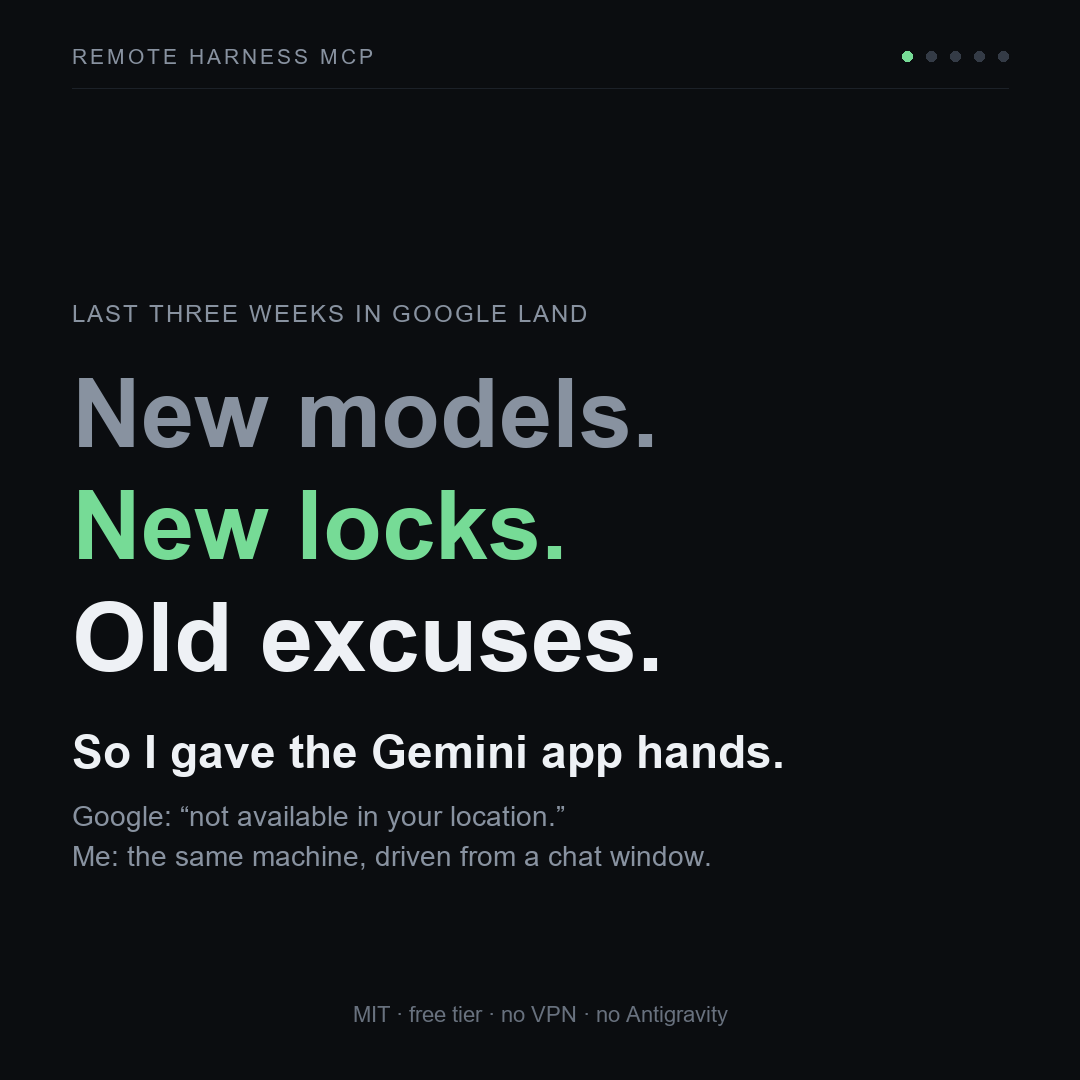 REMOTE HARNESS MCP
LAST THREE WEEKS IN GOOGLE LAND
New models.
New locks.
Old excuses.
So I gave the Gemini app hands.
Google: “not available in your location.”
Me: the same machine, driven from a chat window.
MIT · free tier · no VPN · no Antigravity